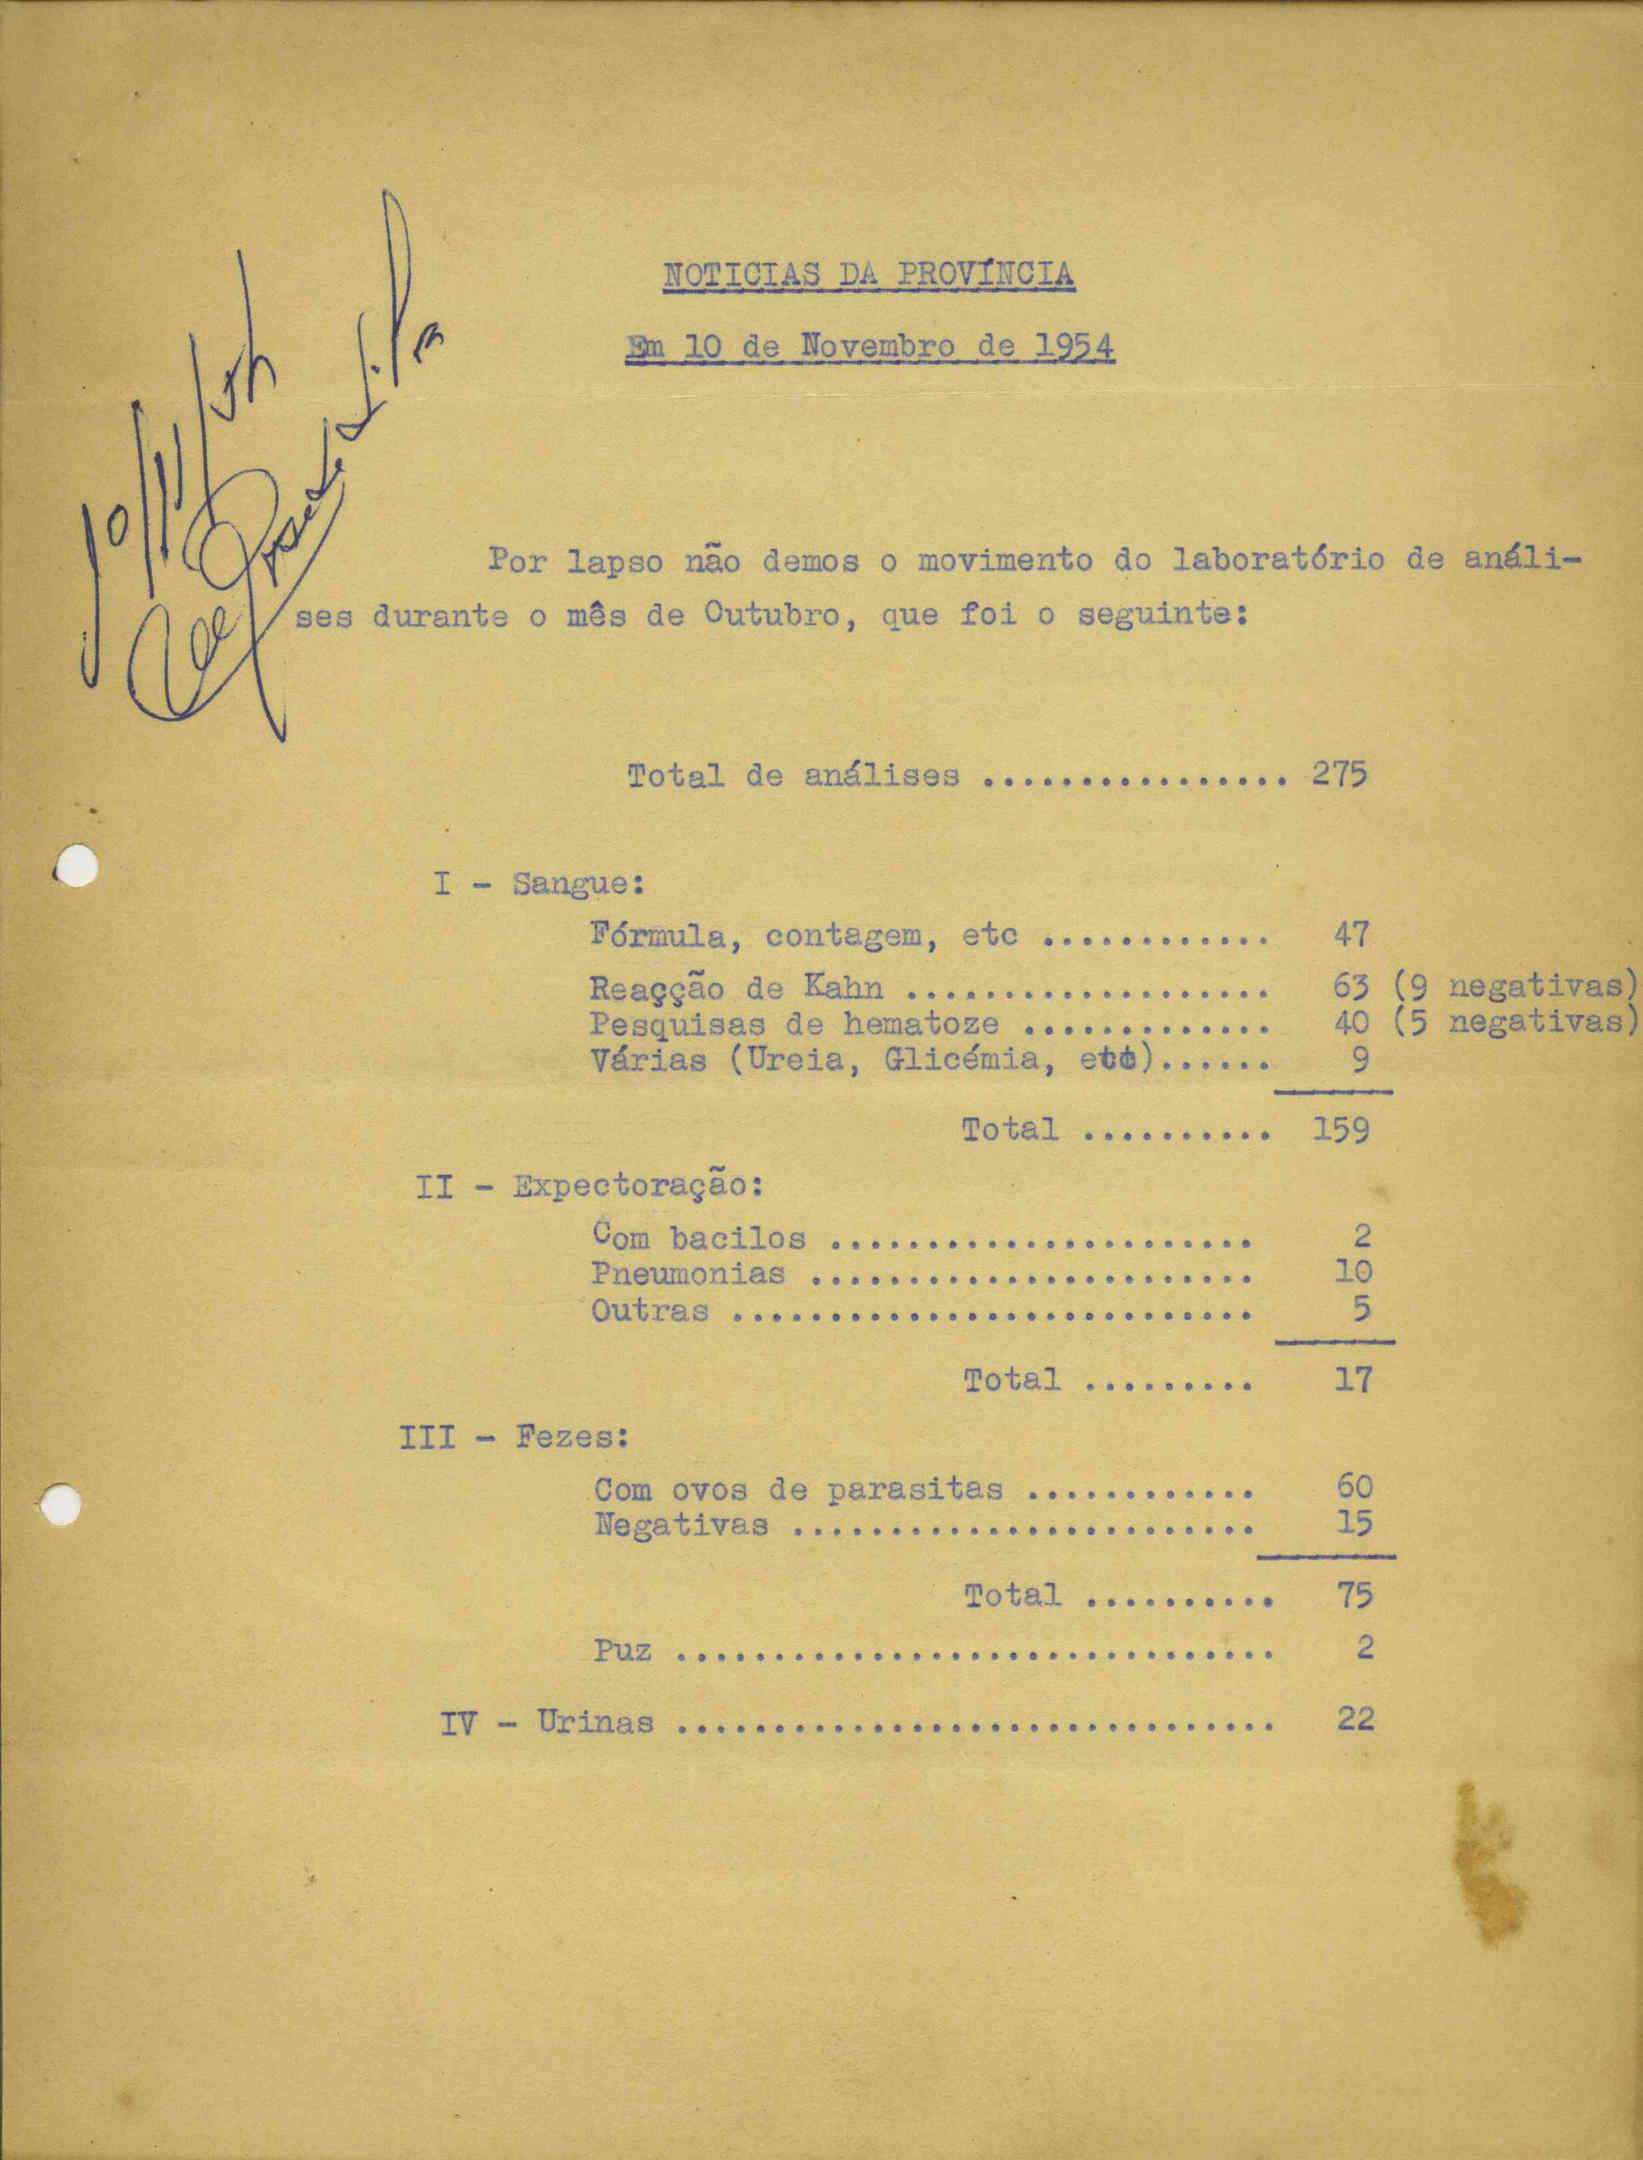 NOTICIAS DA PROVÍNCIA
Em 10 de Novembro de 1954
10/11/54
Por lapso não demos o movimento do laboratório de análi-
ses durante o mês de Outubro, que foi o seguinte:
Total de análises ................ 275
I - Sangue:
Fórmula, contagem, etc ............ 47
Reaçção de Kahn ................... 63 (9 negativas)
Pesquisas de hematoze ............. 40 (5 negativas)
Várias (Ureia, Glicémia, etc)...... 9
Total .......... 159
II - Expectoração:
Com bacilos ...................... 2
Pneumonias ....................... 10
Outras ........................... 5
Total ......... 17
III - Fezes:
Com ovos de parasitas ............ 60
Negativas ........................ 15
Total .......... 75
Puz ............................... 2
IV - Urinas ............................... 22